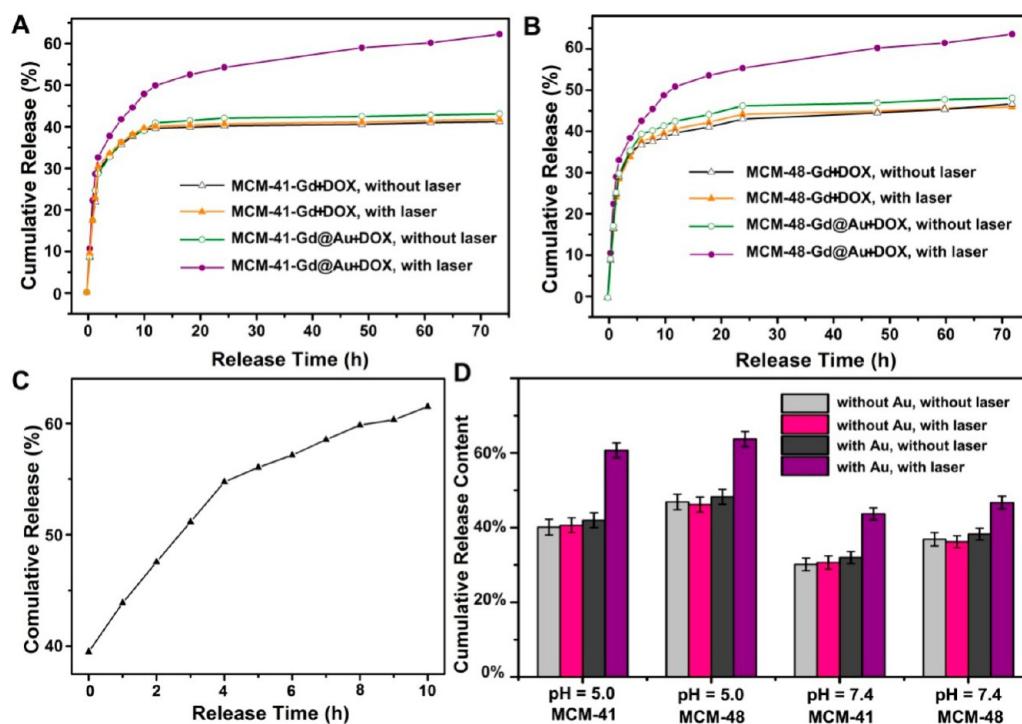 A
Cumulative Release (%)
60
50
40
30
20
10
0
MCM-41-Gd+DOX, without laser
MCM-41-Gd+DOX, with laser
MCM-41-Gd@Au+DOX, without laser
MCM-41-Gd@Au+DOX, with laser
0 10 20 30 40 50 60 70
Release Time (h)
B
Cumulative Release (%)
60
50
40
30
20
10
0
MCM-48-Gd+DOX, without laser
MCM-48-Gd+DOX, with laser
MCM-48-Gd@Au+DOX, without laser
MCM-48-Gd@Au+DOX, with laser
0 10 20 30 40 50 60 70
Release Time (h)
C
Comulative Release (%)
60
50
40
0 2 4 6 8 10
Release Time (h)
D
Cumulative Release Content
60%
40%
20%
0%
without Au, without laser
without Au, with laser
with Au, without laser
with Au, with laser
pH = 5.0 pH = 5.0 pH = 7.4 pH = 7.4
MCM-41 MCM-48 MCM-41 MCM-48